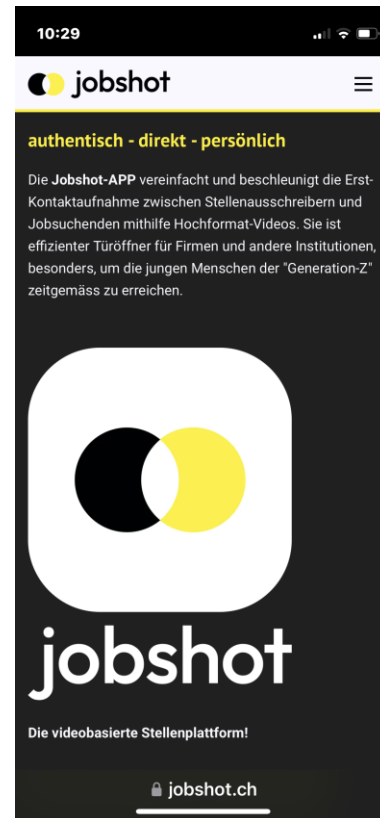 10:29
jobshot
authentisch - direkt - persönlich
Die Jobshot-APP vereinfacht und beschleunigt die Erst-
Kontaktaufnahme zwischen Stellenausschreibern und
Jobsuchenden mithilfe Hochformat-Videos. Sie ist
effizienter Türöffner für Firmen und andere Institutionen,
besonders, um die jungen Menschen der "Generation-Z"
zeitgemäss zu erreichen.
jobshot
Die videobasierte Stellenplattform!
jobshot.ch